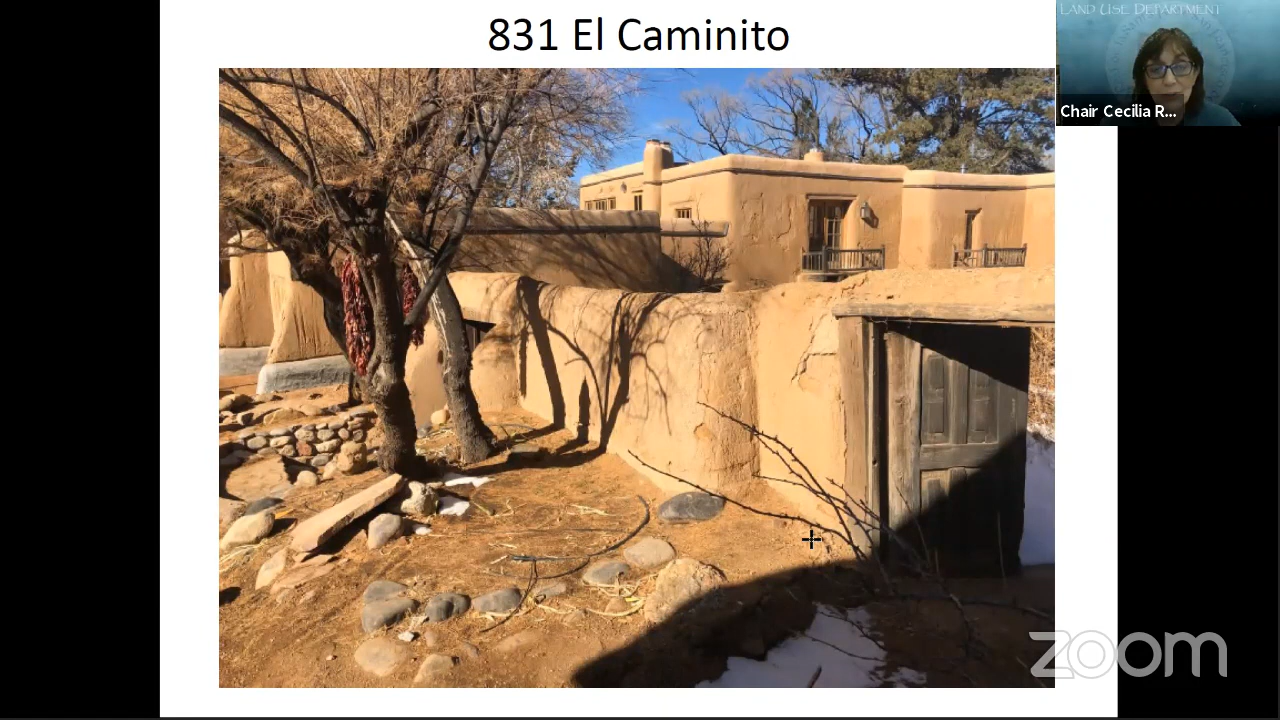 831 El Caminito
LAND USE DEPARTMENT
Chair Cecilia R...
zoom